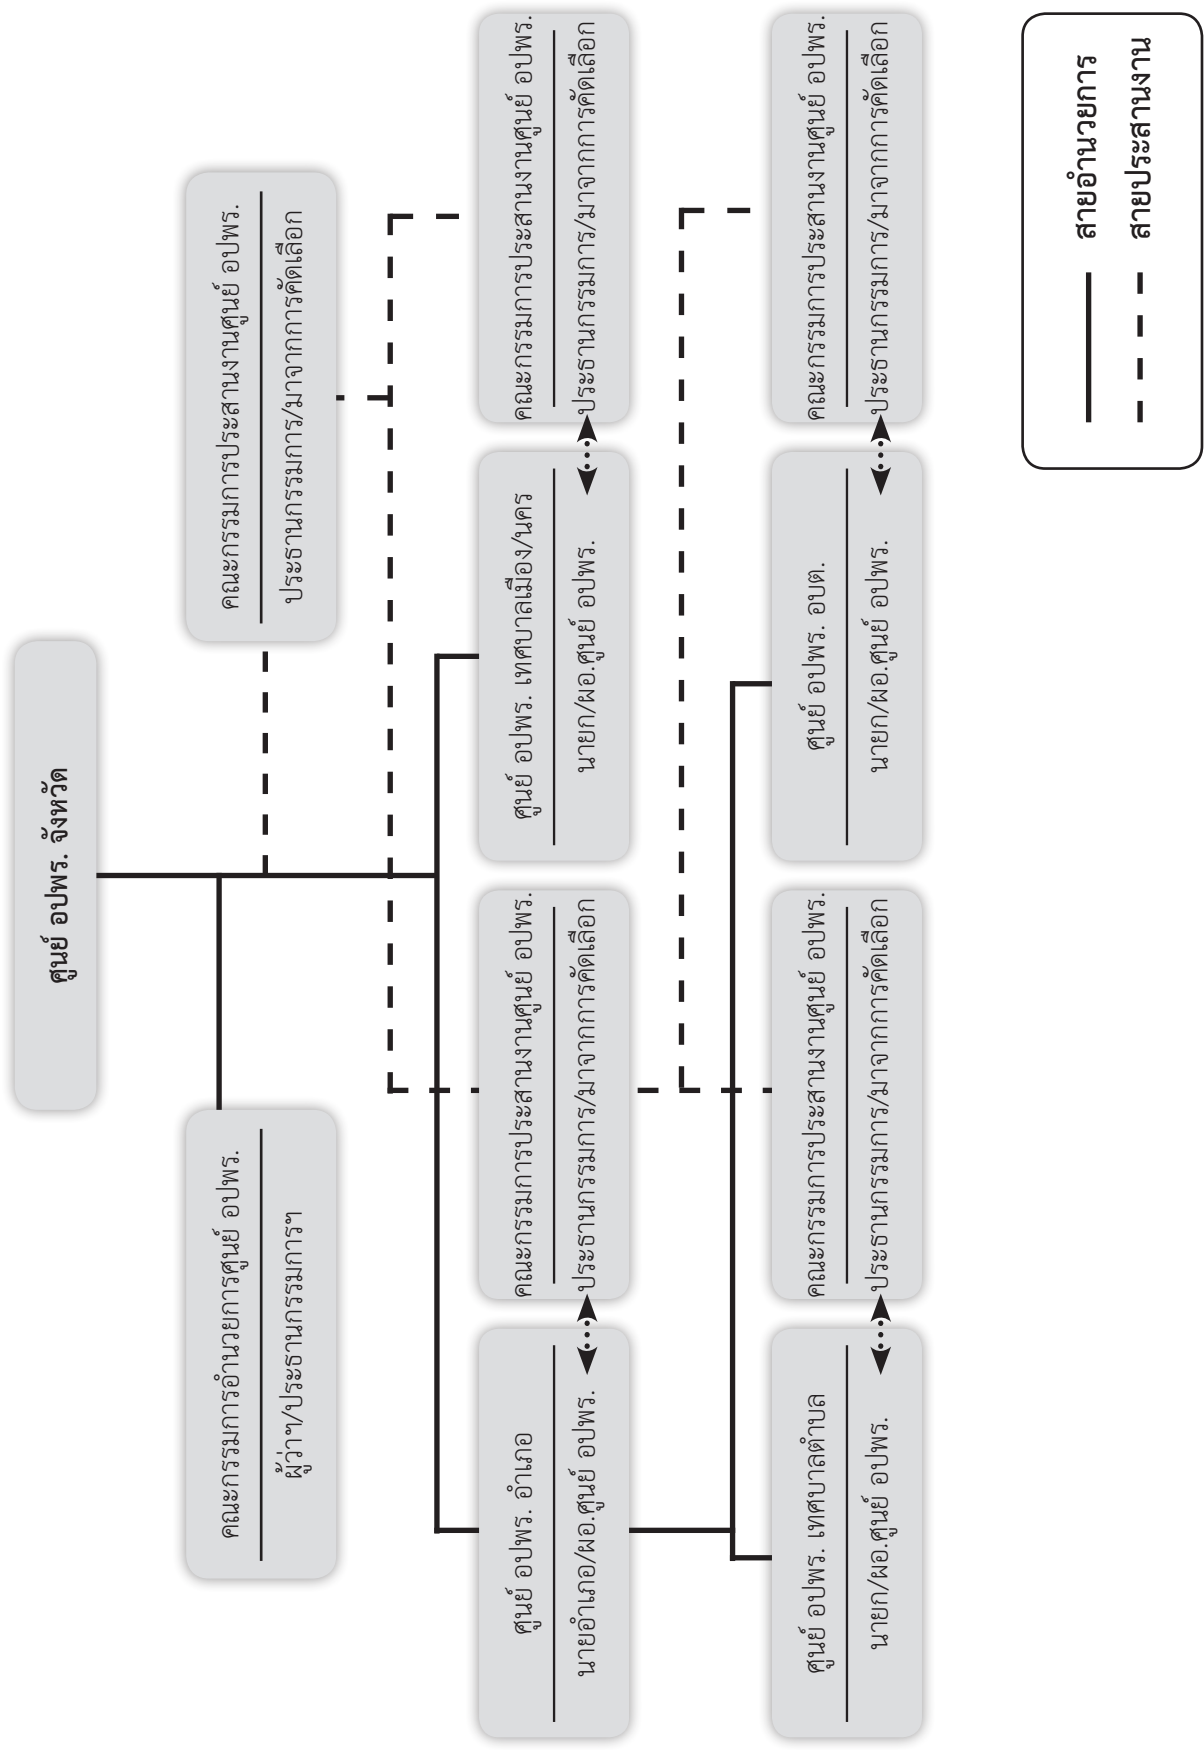 ศูนย์ อปพร. จังหวัด
คณะกรรมการอำนวยการศูนย์ อปพร.
ผู้ว่าฯ/ประธานกรรมการฯ
คณะกรรมการประสานงานศูนย์ อปพร.
ประธานกรรมการ/มาจากการคัดเลือก
ศูนย์ อปพร. อำเภอ
นายอำเภอ/ผอ.ศูนย์ อปพร.
คณะกรรมการประสานงานศูนย์ อปพร.
ประธานกรรมการ/มาจากการคัดเลือก
ศูนย์ อปพร. เทศบาลเมือง/นคร
นายก/ผอ.ศูนย์ อปพร.
คณะกรรมการประสานงานศูนย์ อปพร.
ประธานกรรมการ/มาจากการคัดเลือก
ศูนย์ อปพร. เทศบาลตำบล
นายก/ผอ.ศูนย์ อปพร.
คณะกรรมการประสานงานศูนย์ อปพร.
ประธานกรรมการ/มาจากการคัดเลือก
ศูนย์ อปพร. อบต.
นายก/ผอ.ศูนย์ อปพร.
คณะกรรมการประสานงานศูนย์ อปพร.
ประธานกรรมการ/มาจากการคัดเลือก
สายอำนวยการ
สายประสานงาน